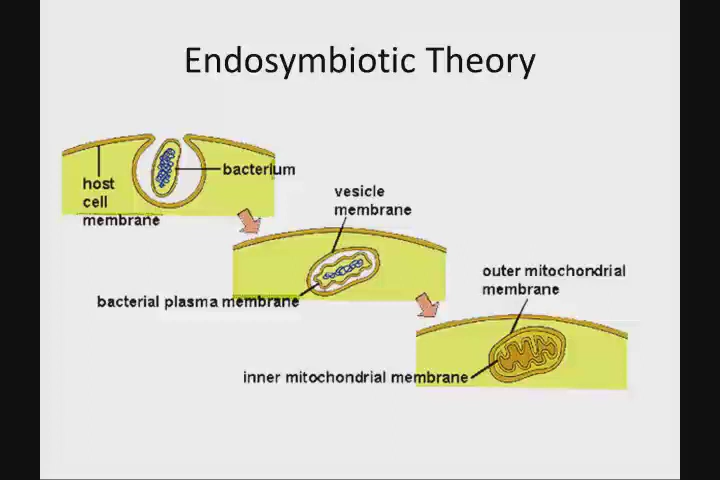 Endosymbiotic Theory
bacterium
host
cell
membrane
vesicle
membrane
bacterial plasma membrane
outer mitochondrial
membrane
inner mitochondrial membrane